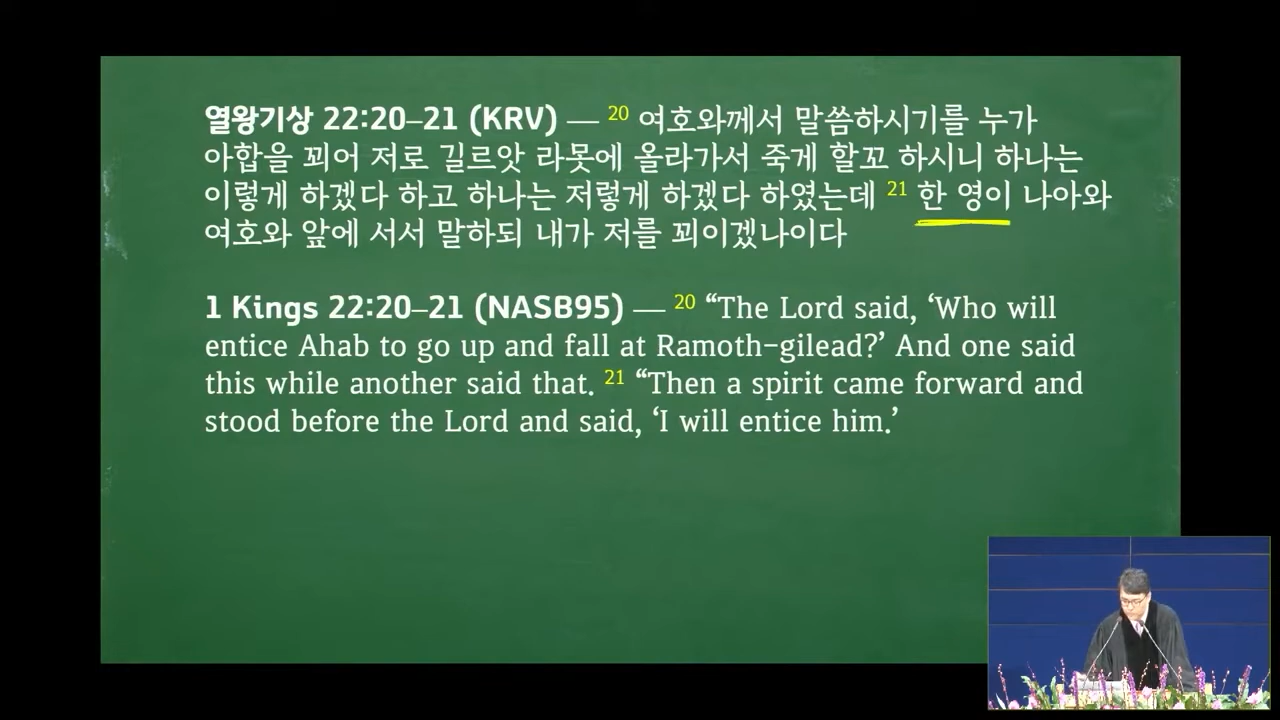 열왕기상 22:20–21 (KRV) — 20 여호와께서 말씀하시기를 누가
아합을 꾀어 저로 길르앗 라못에 올라가서 죽게 할꼬 하시니 하나는
이렇게 하겠다 하고 하나는 저렇게 하겠다 하였는데 21 한 영이 나아와
여호와 앞에 서서 말하되 내가 저를 꾀이겠나이다
1 Kings 22:20–21 (NASB95) — 20 “The Lord said, ‘Who will
entice Ahab to go up and fall at Ramoth-gilead?’ And one said
this while another said that. 21 “Then a spirit came forward and
stood before the Lord and said, ‘I will entice him.’